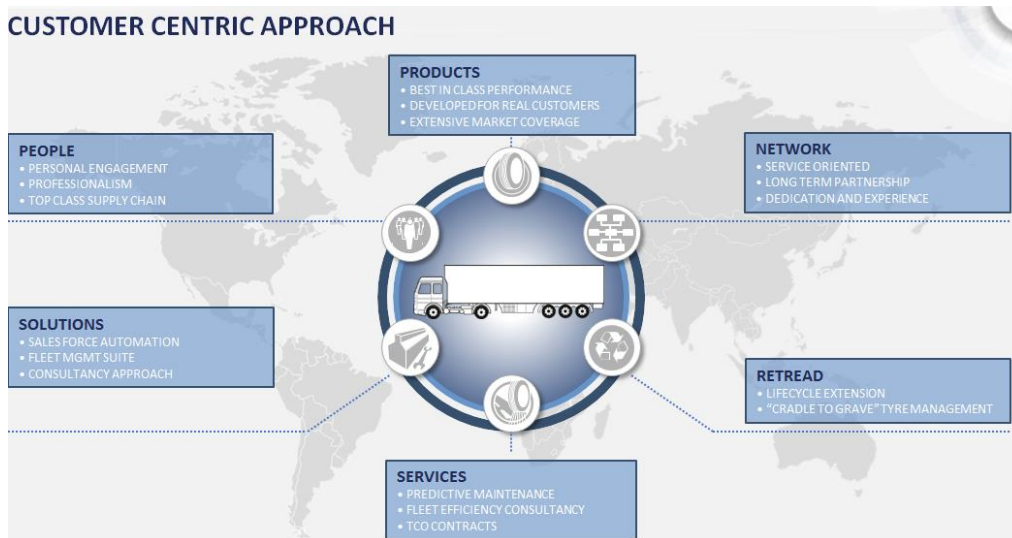 CUSTOMER CENTRIC APPROACH
PRODUCTS
• BEST IN CLASS PERFORMANCE
• DEVELOPED FOR REAL CUSTOMERS
• EXTENSIVE MARKET COVERAGE
PEOPLE
• PERSONAL ENGAGEMENT
• PROFESSIONALISM
• TOP CLASS SUPPLY CHAIN
NETWORK
• SERVICE ORIENTED
• LONG TERM PARTNERSHIP
• DEDICATION AND EXPERIENCE
SOLUTIONS
• SALES FORCE AUTOMATION
• FLEET MGMT SUITE
• CONSULTANCY APPROACH
RETREAD
• LIFECYCLE EXTENSION
• “CRADLE TO GRAVE” TYRE MANAGEMENT
SERVICES
• PREDICTIVE MAINTENANCE
• FLEET EFFICIENCY CONSULTANCY
• TCO CONTRACTS